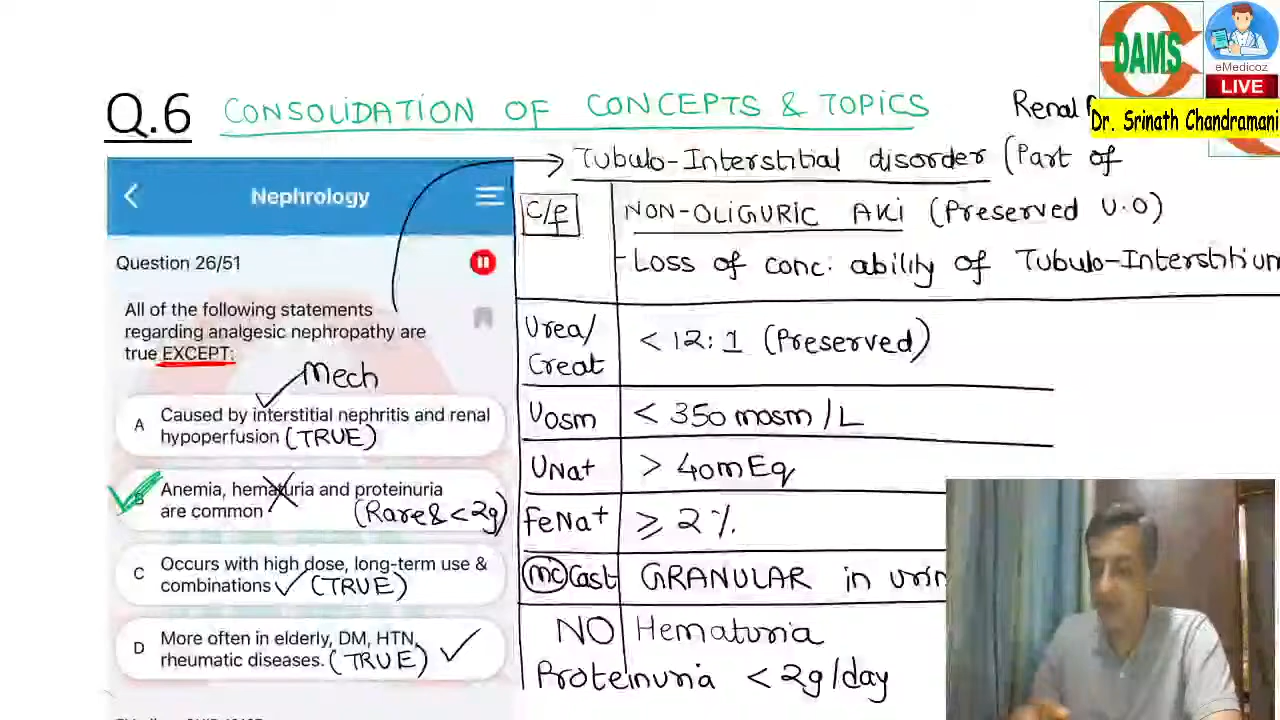 DAMS
eMedicoz
LIVE
Dr. Srinath Chandramani
Q.6
CONSOLIDATION OF CONCEPTS & TOPICS
Renal
Tubulo-Interstitial disorder (Part of
Nephrology
Question 26/51
All of the following statements
regarding analgesic nephropathy are
true EXCEPT:
Mech
A
Caused by interstitial nephritis and renal
hypoperfusion (TRUE)
B
Anemia, hematuria and proteinuria
are common
(Rare & <2g)
C
Occurs with high dose, long-term use &
combinations (TRUE)
D
More often in elderly, DM, HTN,
rheumatic diseases. (TRUE)
C/f
NON-OLIGURIC AKI (Preserved U.O)
- Loss of conc: ability of Tubulo-Interstitium
Urea/
Creat
< 12:1 (Preserved)
Uosm
< 350 mosm/L
UNa+
> 40mEq
FeNa+
≥ 2%
MC Cast
GRANULAR in urin
NO Hematuria
Proteinuria < 2g/day